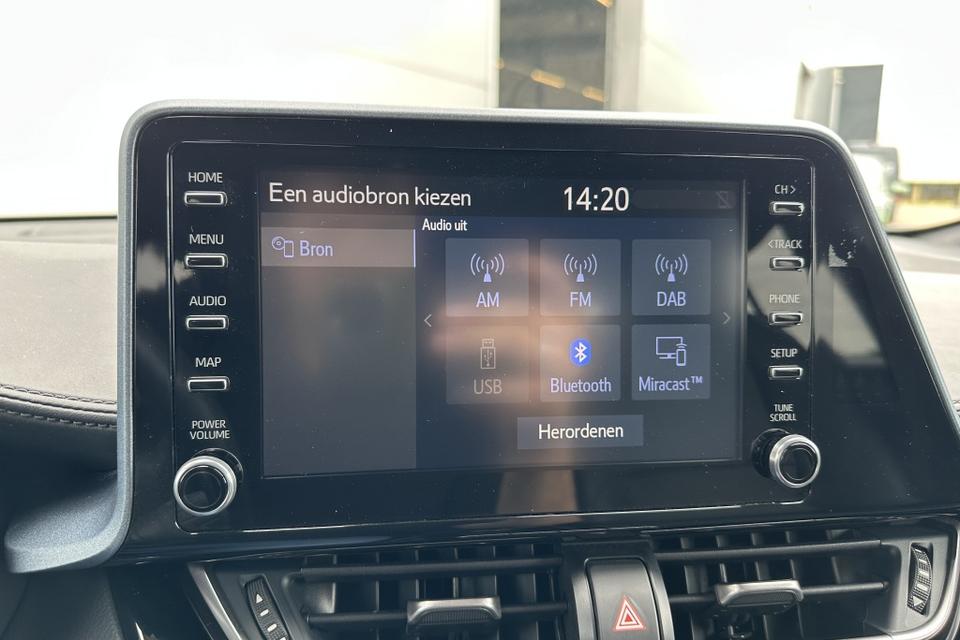 HOME
MENU
AUDIO
MAP
POWER
VOLUME
Een audiobron kiezen 14:20
Bron
Audio uit
AM FM DAB
USB Bluetooth Miracast™
Herordenen
CH >
< TRACK
PHONE
SETUP
TUNE
SCROLL